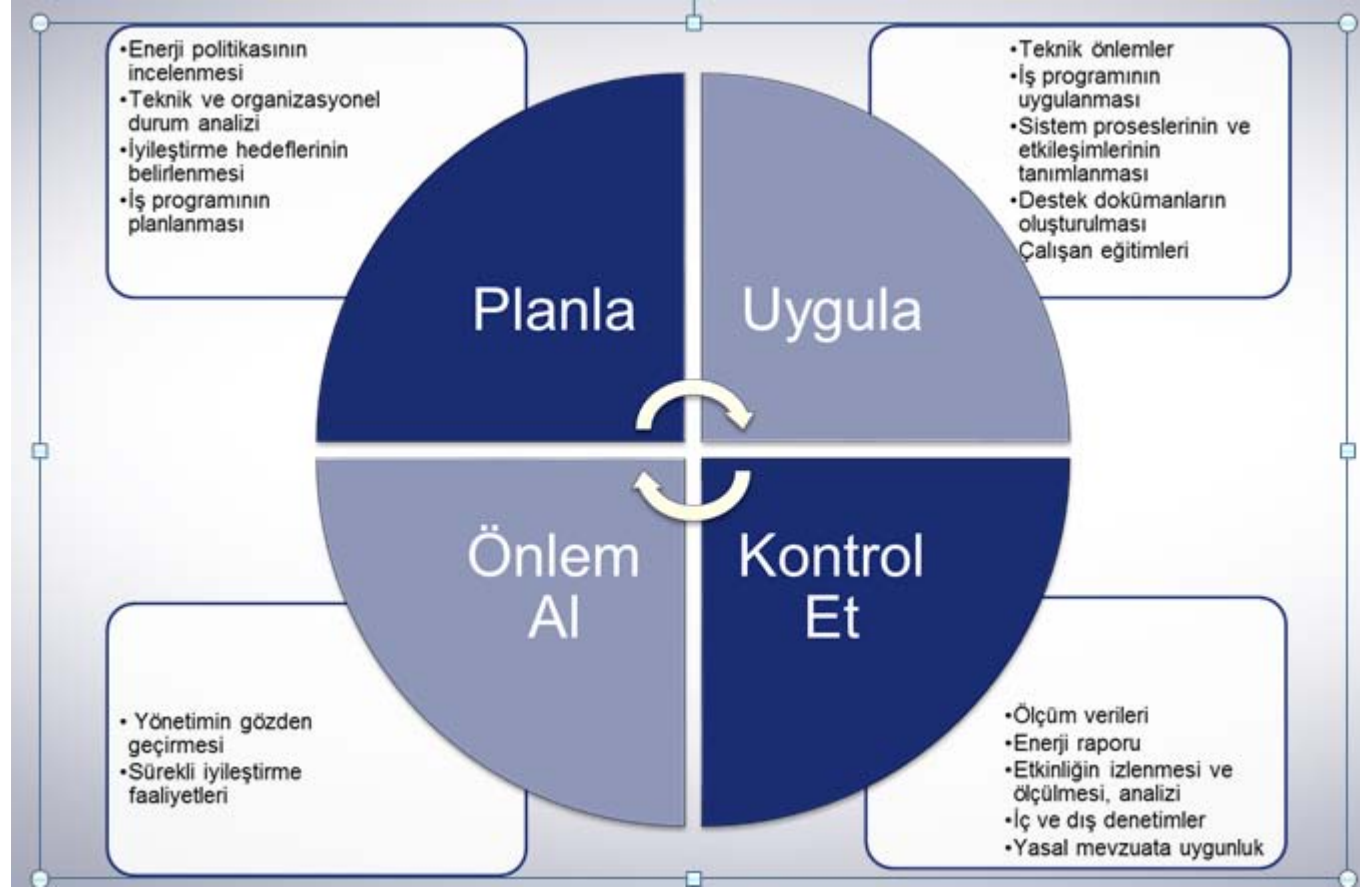 •Enerji politikasının
incelenmesi
•Teknik ve organizasyonel
durum analizi
•İyileştirme hedeflerinin
belirlenmesi
•İş programının
planlanması
•Teknik önlemler
•İş programının
uygulanması
•Sistem proseslerinin ve
etkileşimlerinin
tanımlanması
•Destek dokümanların
oluşturulması
Çalışan eğitimleri
Planla
Uygula
Önlem
Al
Kontrol
Et
• Yönetimin gözden
geçirmesi
•Sürekli iyileştirme
faaliyetleri
•Ölçüm verileri
•Enerji raporu
•Etkinliğin izlenmesi ve
ölçülmesi, analizi
•İç ve dış denetimler
•Yasal mevzuata uygunluk